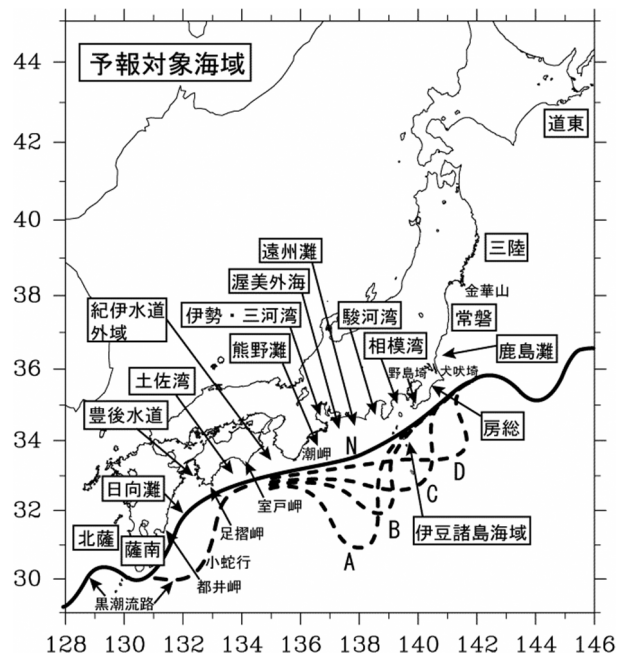 44
予報対象海域
道東
42
40
遠州灘
三陸
渥美外海
金華山
38
紀伊水道
外域
伊勢・三河湾
駿河湾
常磐
熊野灘
相模湾
鹿島灘
36
野島埼
犬吠埼
土佐湾
豊後水道
房総
34
潮岬
N
D
日向灘
室戸岬
C
32
足摺岬
B
伊豆諸島海域
北薩
薩南
小蛇行
A
都井岬
30
黒潮流路
128
130
132
134
136
138
140
142
144
146